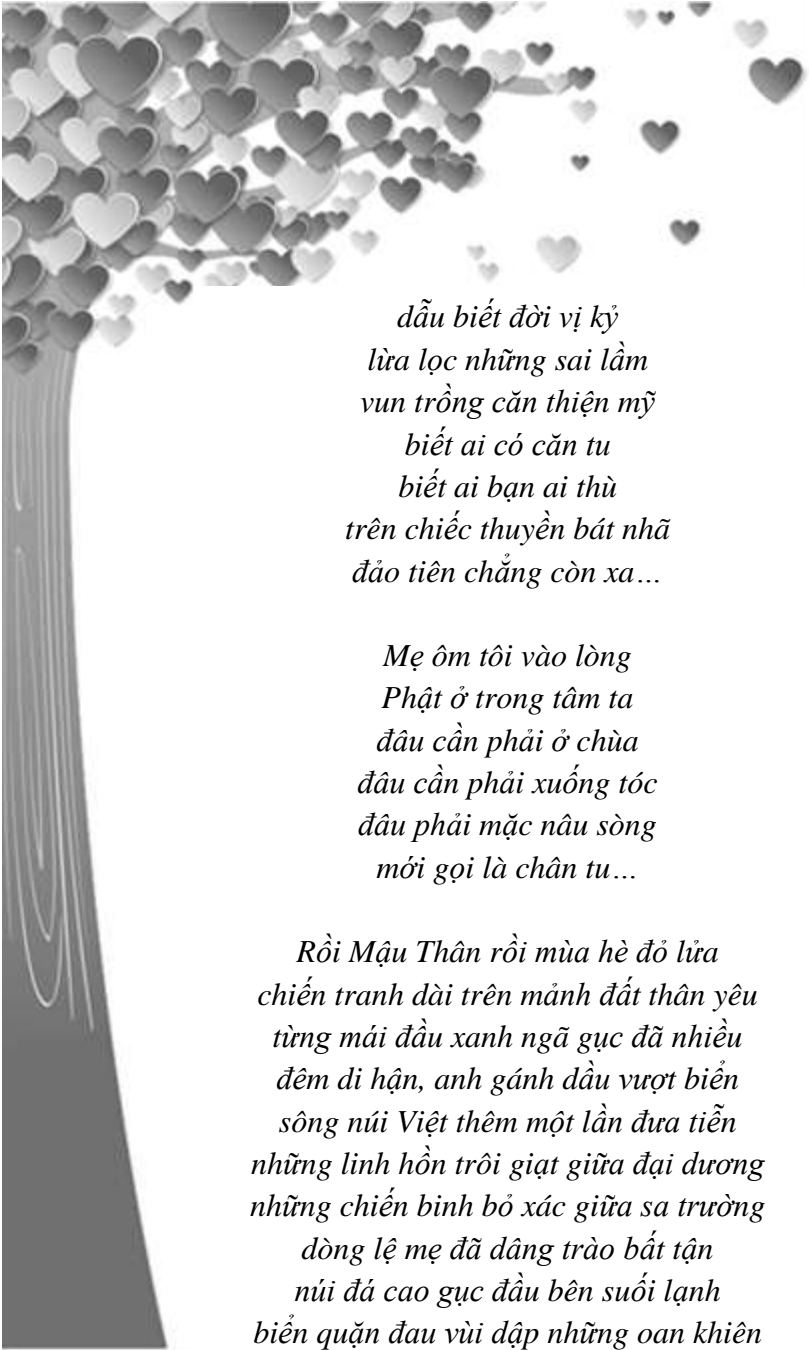 dẫu biết đời vị kỷ
lừa lọc những sai lầm
vun trồng căn thiện mỹ
biết ai có căn tu
biết ai bạn ai thù
trên chiếc thuyền bát nhã
đảo tiên chẳng còn xa…

Mẹ ôm tôi vào lòng
Phật ở trong tâm ta
đâu cần phải ở chùa
đâu cần phải xuống tóc
đâu phải mặc nâu sòng
mới gọi là chân tu…

Rồi Mậu Thân rồi mùa hè đỏ lửa
chiến tranh dài trên mảnh đất thân yêu
từng mái đầu xanh ngã gục đã nhiều
đêm di hận, anh gánh dầu vượt biển
sông núi Việt thêm một lần đưa tiễn
những linh hồn trôi giạt giữa đại dương
những chiến binh bỏ xác giữa sa trường
dòng lệ mẹ đã dâng trào bất tận
núi đá cao gục đầu bên suối lạnh
biển quặn đau vùi dập những oan khiên